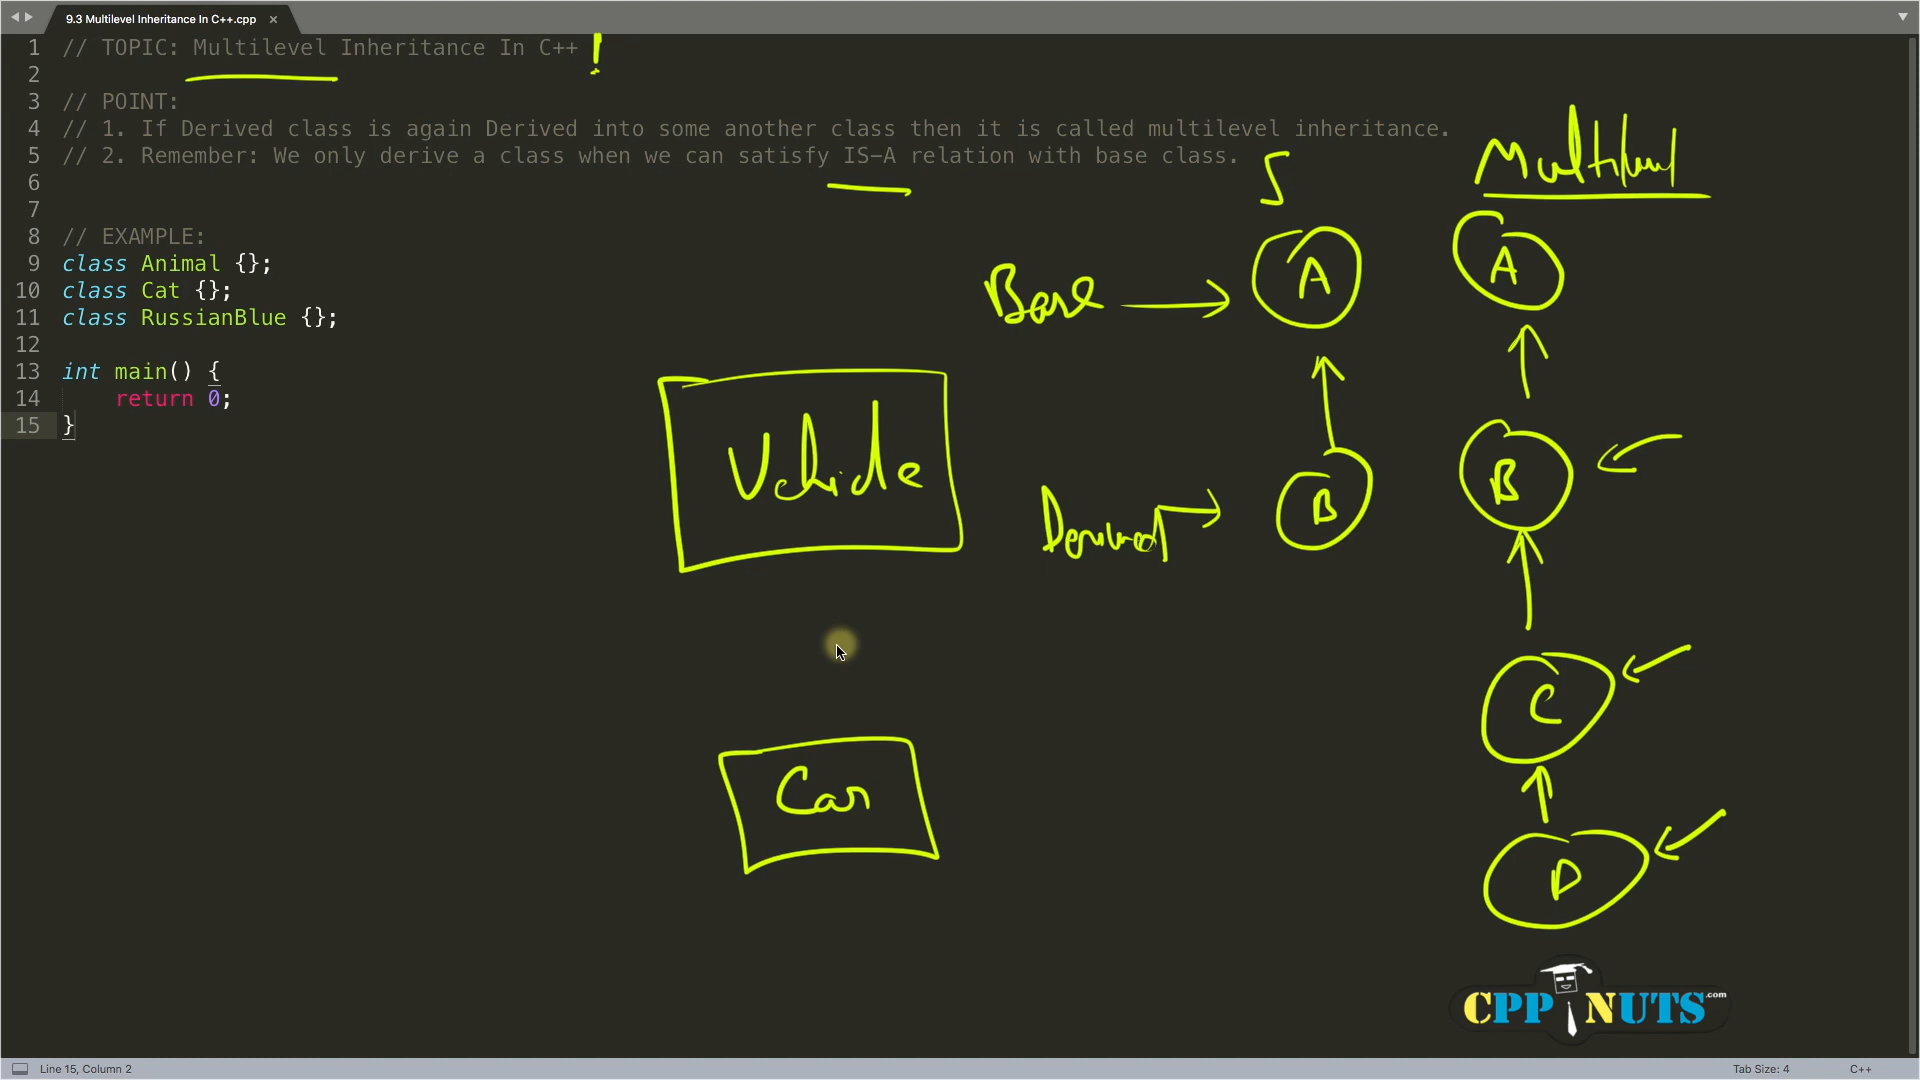 9.3 Multilevel Inheritance In C++.cpp ×
1 // TOPIC: Multilevel Inheritance In C++ !
2
3 // POINT:
4 // 1. If Derived class is again Derived into some another class then it is called multilevel inheritance.
5 // 2. Remember: We only derive a class when we can satisfy IS-A relation with base class.
6
7
8 // EXAMPLE:
9 class Animal {};
10 class Cat {};
11 class RussianBlue {};
12
13 int main() {
14 return 0;
15 }
S
Base
A
Derived
B
Vehicle
Car
A
B
C
D
CPP NUTS .com
Line 15, Column 2
Tab Size: 4
C++